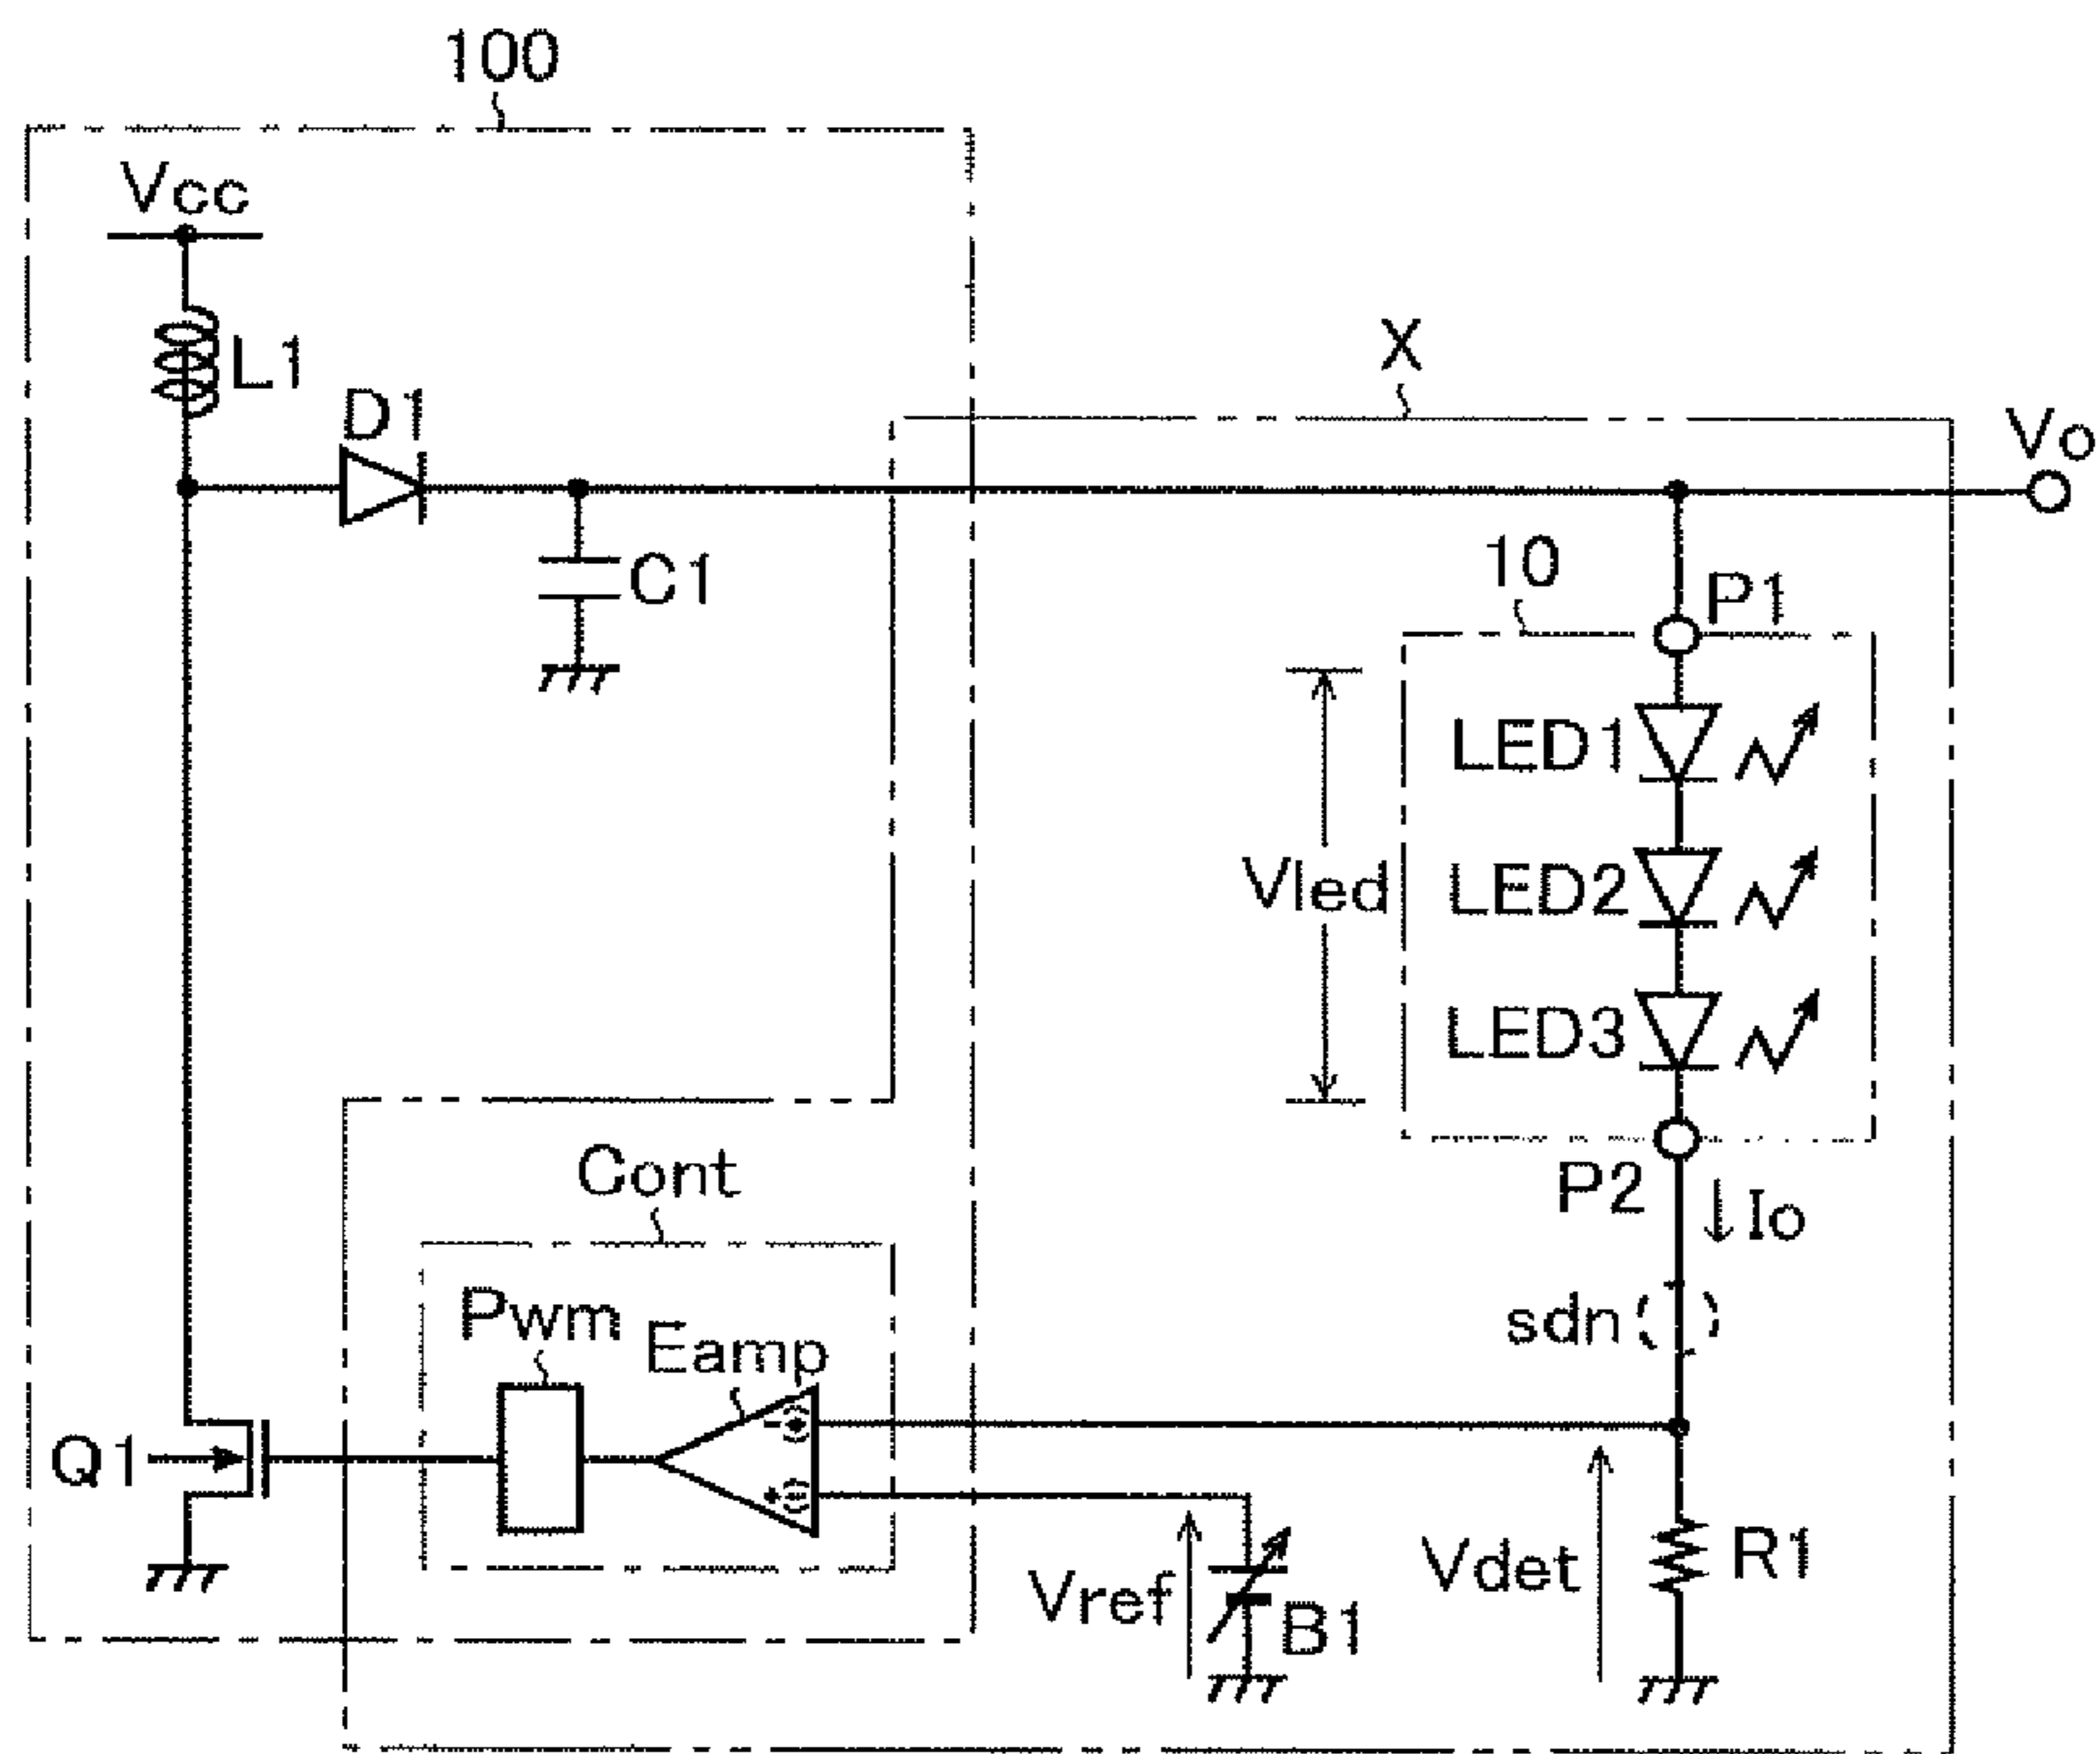 100
Vcc
L1
D1
X
Vo
C1
10
P1
LED1
Vled
LED2
LED3
Cont
P2
Io
Pwm
Eamp
sdn
-(+)
Q1
+(-)
Vref
B1
Vdet
R1